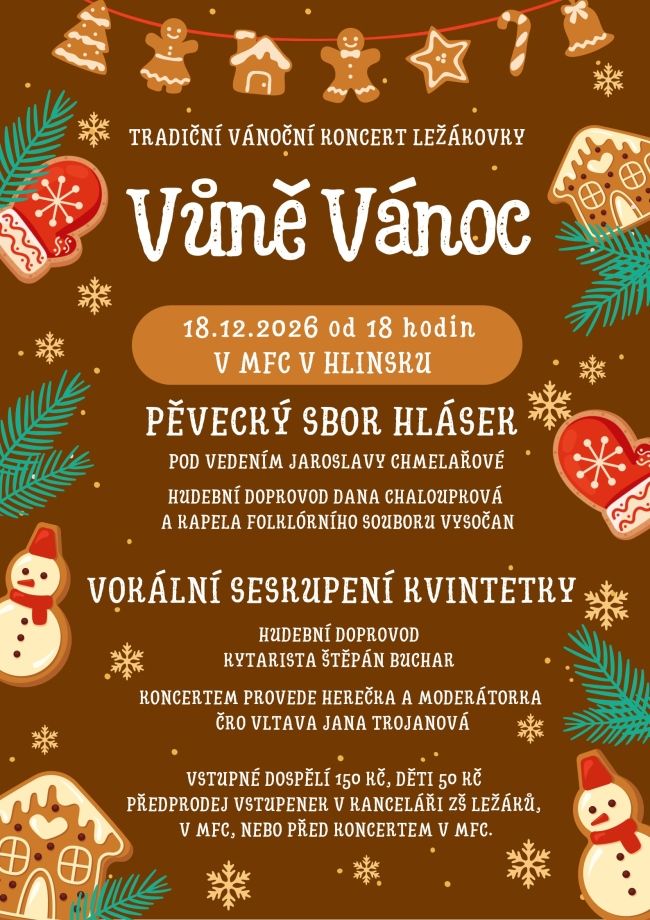 TRADIČNÍ VÁNOČNÍ KONCERT LEŽÁKOVKY
Vůně Vánoc
18.12.2026 od 18 hodin
V MFC V HLINSKU
PĚVECKÝ SBOR HLÁSEK
POD VEDENÍM JAROSLAVY CHMELAŘOVÉ
HUDEBNÍ DOPROVOD DANA CHALOUPKOVÁ
A KAPELA FOLKLÓRNÍHO SOUBORU VYSOČAN
VOKÁLNÍ SESKUPENÍ KVINTETKY
HUDEBNÍ DOPROVOD
KYTARISTA ŠTĚPÁN BUCHAR
KONCERTEM PROVEDE HEREČKA A MODERÁTORKA
ČRO VLTAVA JANA TROJANOVÁ
VSTUPNÉ DOSPĚLÍ 150 KČ, DĚTI 50 KČ
PŘEDPRODEJ VSTUPENEK V KANCELÁŘI ZŠ LEŽÁKŮ,
V MFC, NEBO PŘED KONCERTEM V MFC.